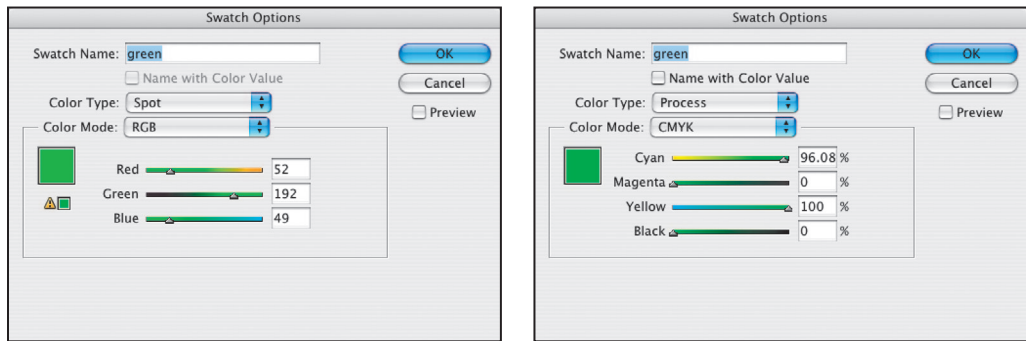 Swatch Options
Swatch Name: green
OK
Name with Color Value
Cancel
Color Type: Spot
Preview
Color Mode: RGB
Red 52
Green 192
Blue 49
Swatch Options
Swatch Name: green
OK
Name with Color Value
Cancel
Color Type: Process
Preview
Color Mode: CMYK
Cyan 96.08 %
Magenta 0 %
Yellow 100 %
Black 0 %